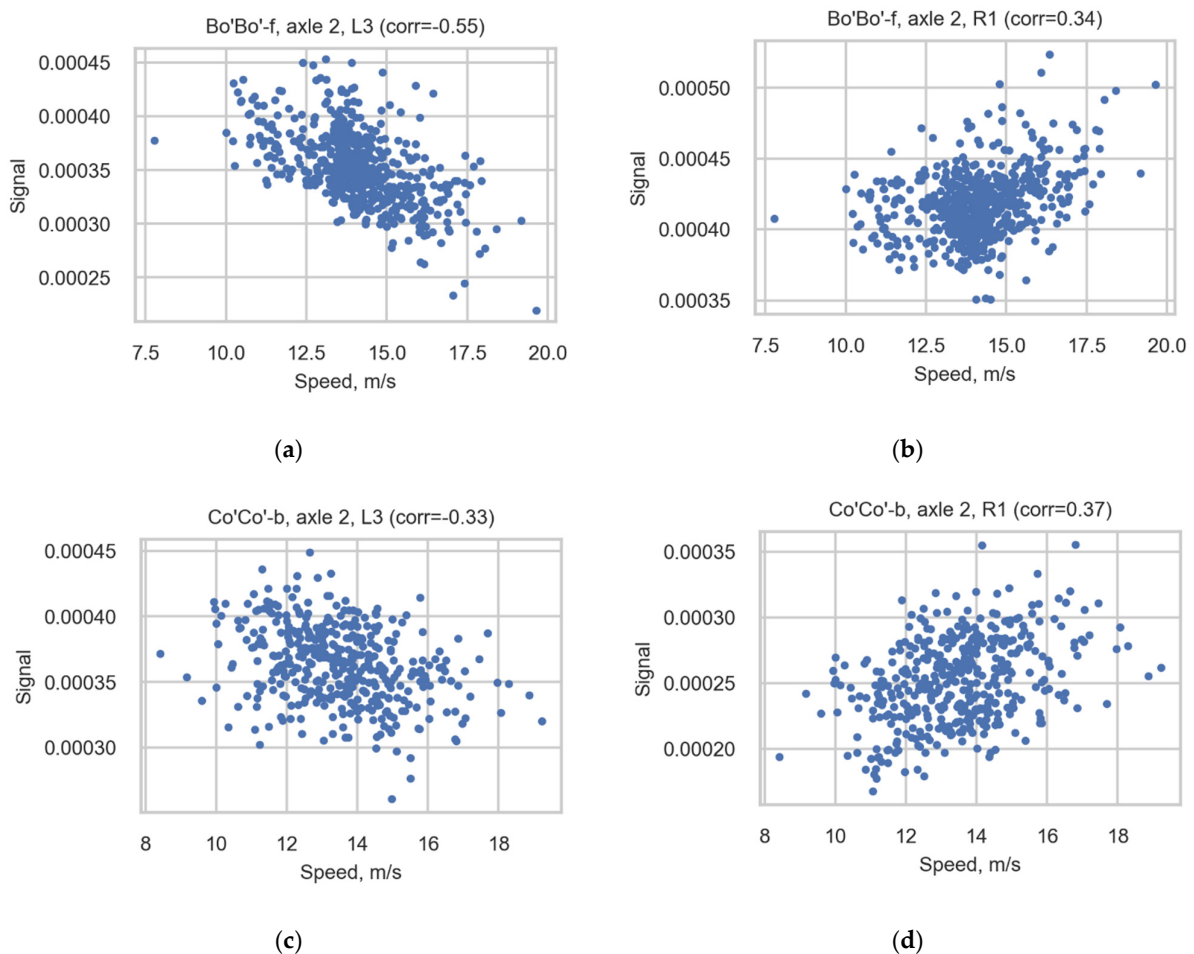 Bo'Bo'-f, axle 2, L3 (corr=-0.55)
0.00045
0.00040
0.00035
0.00030
0.00025
Signal
7.5 10.0 12.5 15.0 17.5 20.0
Speed, m/s
(a)
Bo'Bo'-f, axle 2, R1 (corr=0.34)
0.00050
0.00045
0.00040
0.00035
Signal
7.5 10.0 12.5 15.0 17.5 20.0
Speed, m/s
(b)
Co'Co'-b, axle 2, L3 (corr=-0.33)
0.00045
0.00040
0.00035
0.00030
Signal
8 10 12 14 16 18
Speed, m/s
(c)
Co'Co'-b, axle 2, R1 (corr=0.37)
0.00035
0.00030
0.00025
0.00020
Signal
8 10 12 14 16 18
Speed, m/s
(d)